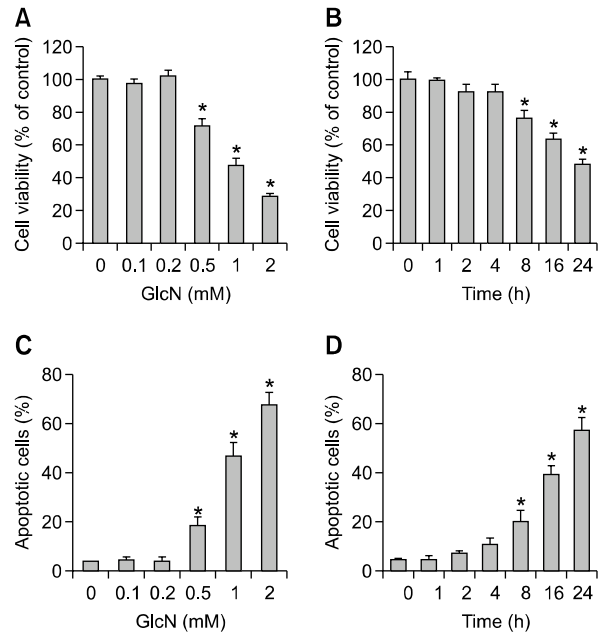 A
Cell viability (% of control)
120
100
80
60
40
20
0
* * *
0 0.1 0.2 0.5 1 2
GlcN (mM)
B
Cell viability (% of control)
120
100
80
60
40
20
0
* * *
0 1 2 4 8 16 24
Time (h)
C
Apoptotic cells (%)
80
60
40
20
0
* * *
0 0.1 0.2 0.5 1 2
GlcN (mM)
D
Apoptotic cells (%)
80
60
40
20
0
* * *
0 1 2 4 8 16 24
Time (h)